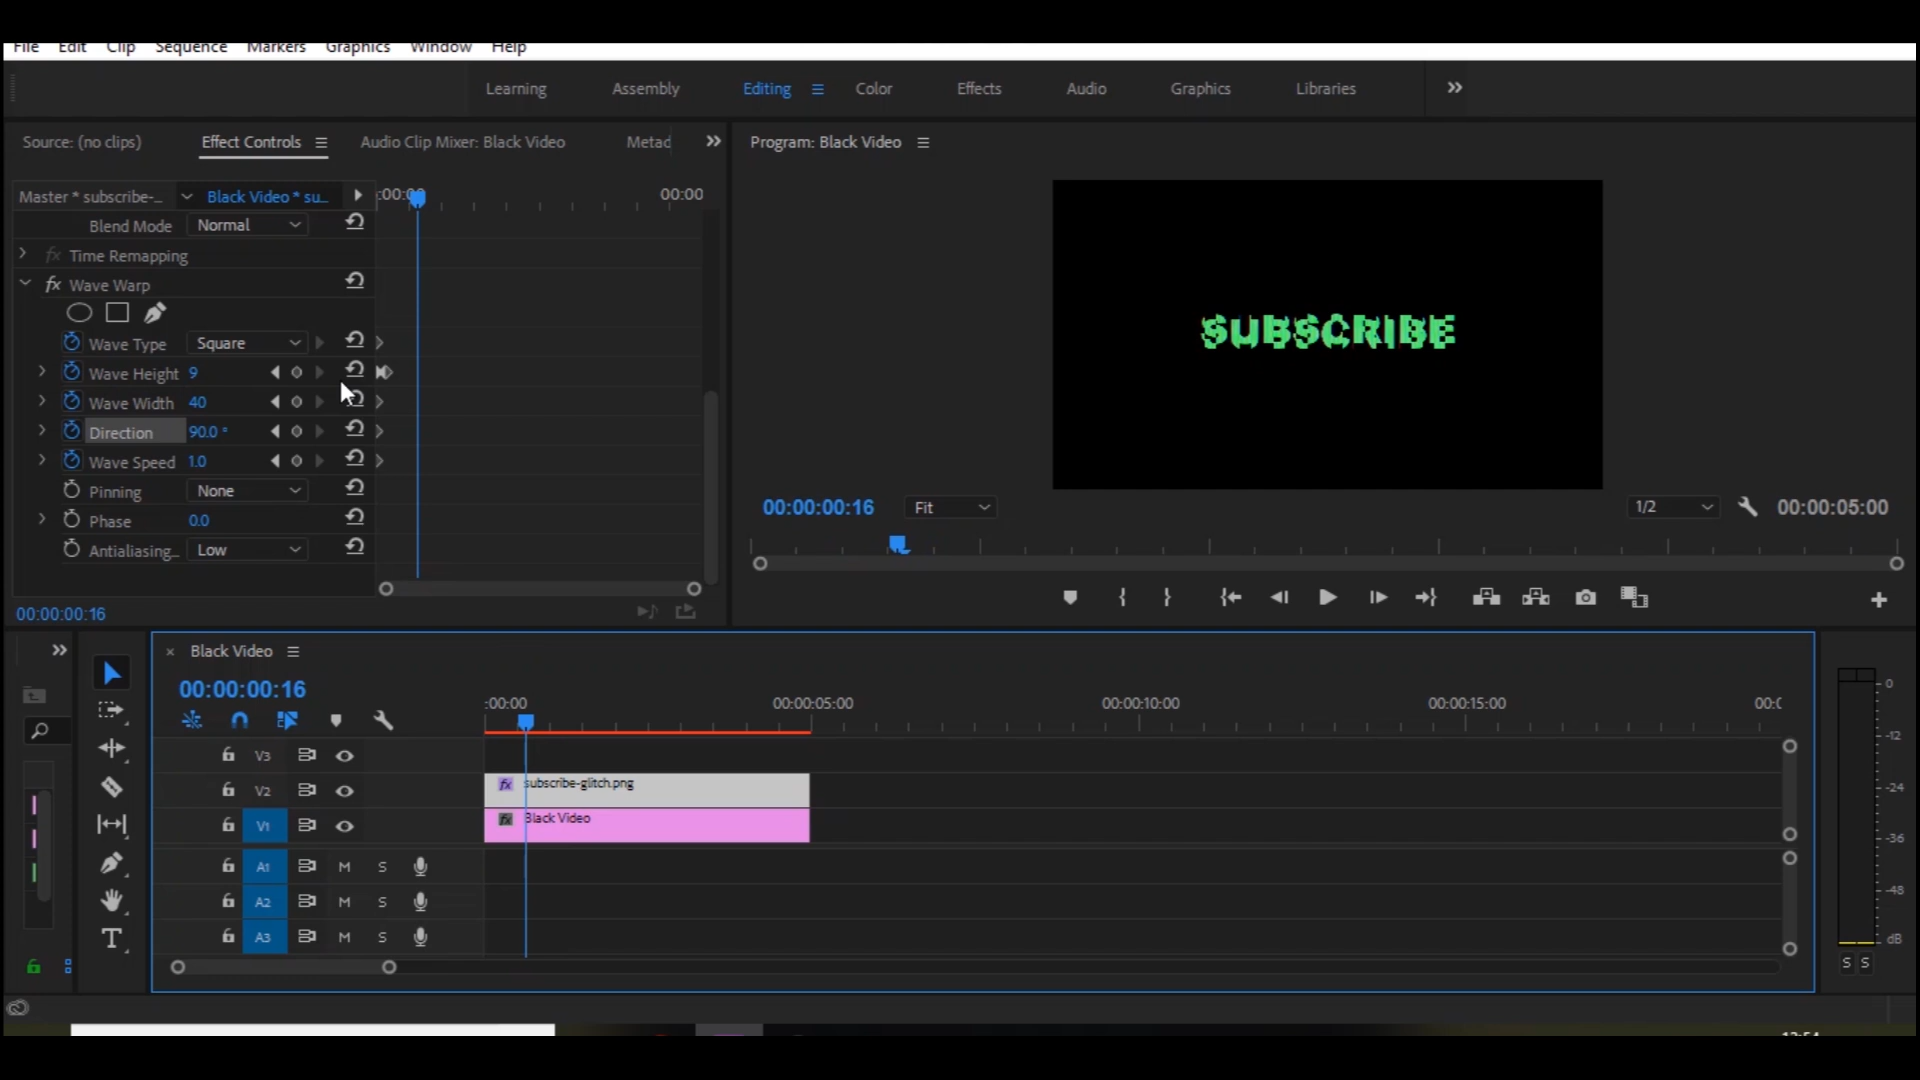 File Edit Clip Sequence Markers Graphics Window Help
Learning Assembly Editing Color Effects Audio Graphics Libraries
Source: (no clips) Effect Controls Audio Clip Mixer: Black Video Metad
Program: Black Video
Master * subscribe-... Black Video * su... :00:00 00:00
Blend Mode Normal
fx Time Remapping
fx Wave Warp
Wave Type Square
Wave Height 9
Wave Width 40
Direction 90.0 °
Wave Speed 1.0
Pinning None
Phase 0.0
Antialiasing... Low
00:00:00:16
SUBSCRIBE
00:00:00:16 Fit 1/2 00:00:05:00
Black Video
00:00:00:16
:00:00 00:00:05:00 00:00:10:00 00:00:15:00 00:0
V3
V2 fx subscribe-glitch.png
V1 fx Black Video
A1 M S
A2 M S
A3 M S
0
-12
-24
-36
-48
dB
S S